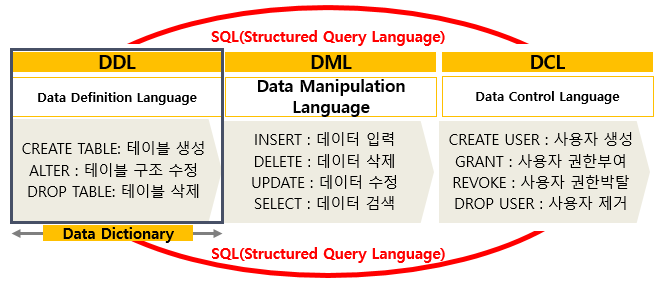 SQL(Structured Query Language)
DDL
Data Definition Language
CREATE TABLE: 테이블 생성
ALTER : 테이블 구조 수정
DROP TABLE: 테이블 삭제
Data Dictionary
DML
Data Manipulation
Language
INSERT : 데이터 입력
DELETE : 데이터 삭제
UPDATE : 데이터 수정
SELECT : 데이터 검색
DCL
Data Control Language
CREATE USER : 사용자 생성
GRANT : 사용자 권한부여
REVOKE : 사용자 권한박탈
DROP USER : 사용자 제거
SQL(Structured Query Language)